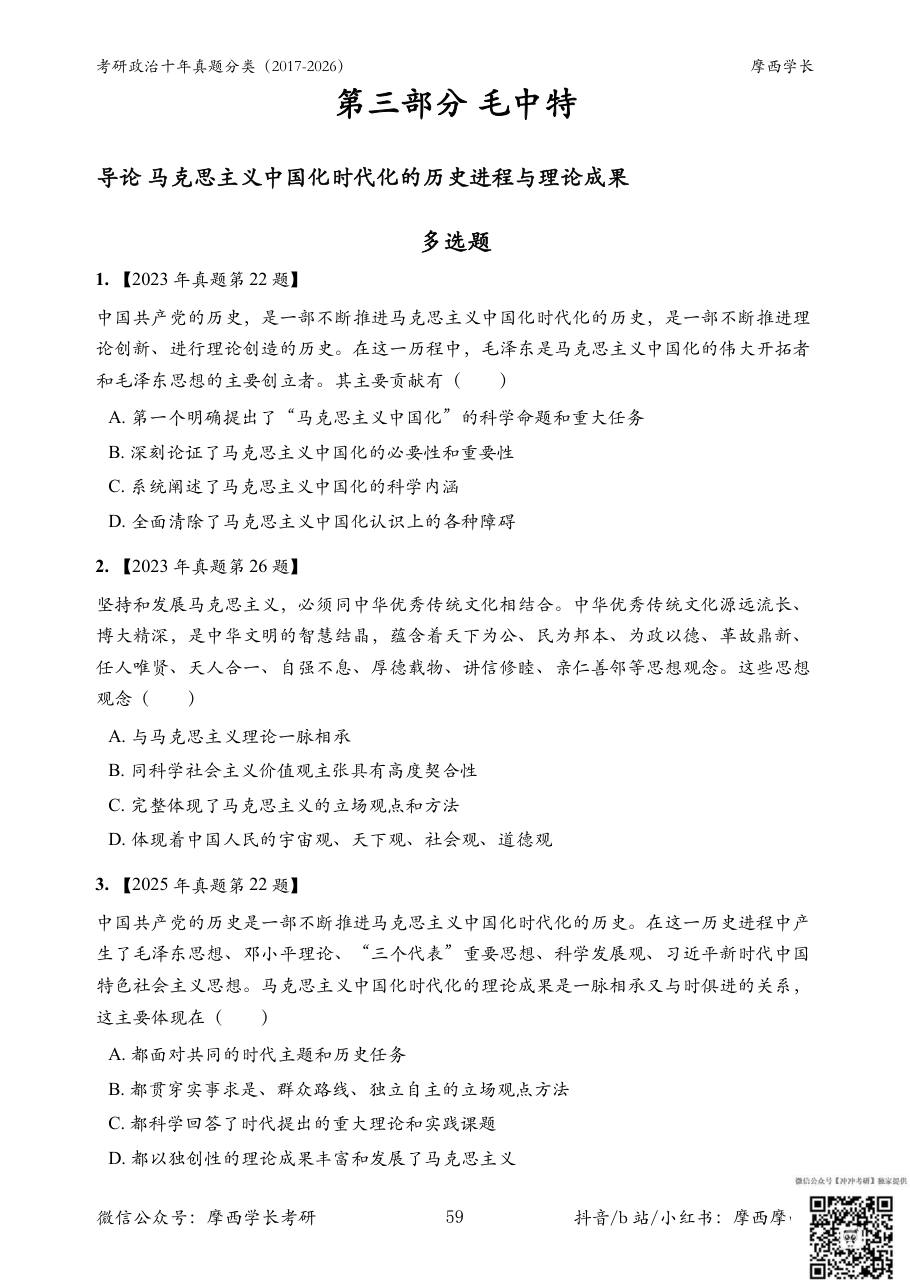 考研政治十年真题分类（2017-2026） 摩西学长
第三部分 毛中特
导论 马克思主义中国化时代化的历史进程与理论成果
多选题
1. 【2023 年真题第 22 题】
中国共产党的历史，是一部不断推进马克思主义中国化时代化的历史，是一部不断推进理
论创新、进行理论创造的历史。在这一历程中，毛泽东是马克思主义中国化的伟大开拓者
和毛泽东思想的主要创立者。其主要贡献有（　　）
A. 第一个明确提出了“马克思主义中国化”的科学命题和重大任务
B. 深刻论证了马克思主义中国化的必要性和重要性
C. 系统阐述了马克思主义中国化的科学内涵
D. 全面清除了马克思主义中国化认识上的各种障碍
2. 【2023 年真题第 26 题】
坚持和发展马克思主义，必须同中华优秀传统文化相结合。中华优秀传统文化源远流长、
博大精深，是中华文明的智慧结晶，蕴含着天下为公、民为邦本、为政以德、革故鼎新、
任人唯贤、天人合一、自强不息、厚德载物、讲信修睦、亲仁善邻等思想观念。这些思想
观念（　　）
A. 与马克思主义理论一脉相承
B. 同科学社会主义价值观主张具有高度契合性
C. 完整体现了马克思主义的立场观点和方法
D. 体现着中国人民的宇宙观、天下观、社会观、道德观
3. 【2025 年真题第 22 题】
中国共产党的历史是一部不断推进马克思主义中国化时代化的历史。在这一历史进程中产
生了毛泽东思想、邓小平理论、“三个代表”重要思想、科学发展观、习近平新时代中国
特色社会主义思想。马克思主义中国化时代化的理论成果是一脉相承又与时俱进的关系，
这主要体现在（　　）
A. 都面对共同的时代主题和历史任务
B. 都贯穿实事求是、群众路线、独立自主的立场观点方法
C. 都科学回答了时代提出的重大理论和实践课题
D. 都以独创性的理论成果丰富和发展了马克思主义
微信公众号【冲冲考研】独家提供
微信公众号：摩西学长考研 59 抖音/b 站/小红书：摩西摩